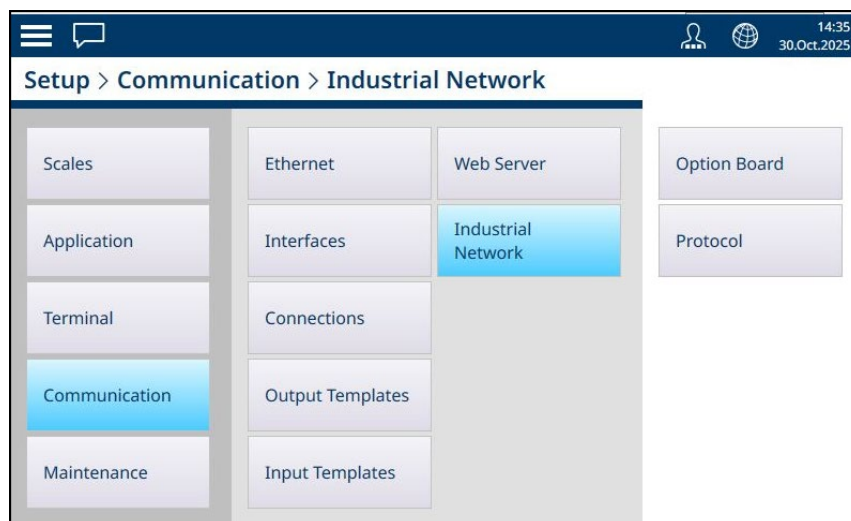 14:35
30.Oct.2025
Setup > Communication > Industrial Network
Scales
Application
Terminal
Communication
Maintenance
Ethernet
Interfaces
Connections
Output Templates
Input Templates
Web Server
Industrial
Network
Option Board
Protocol